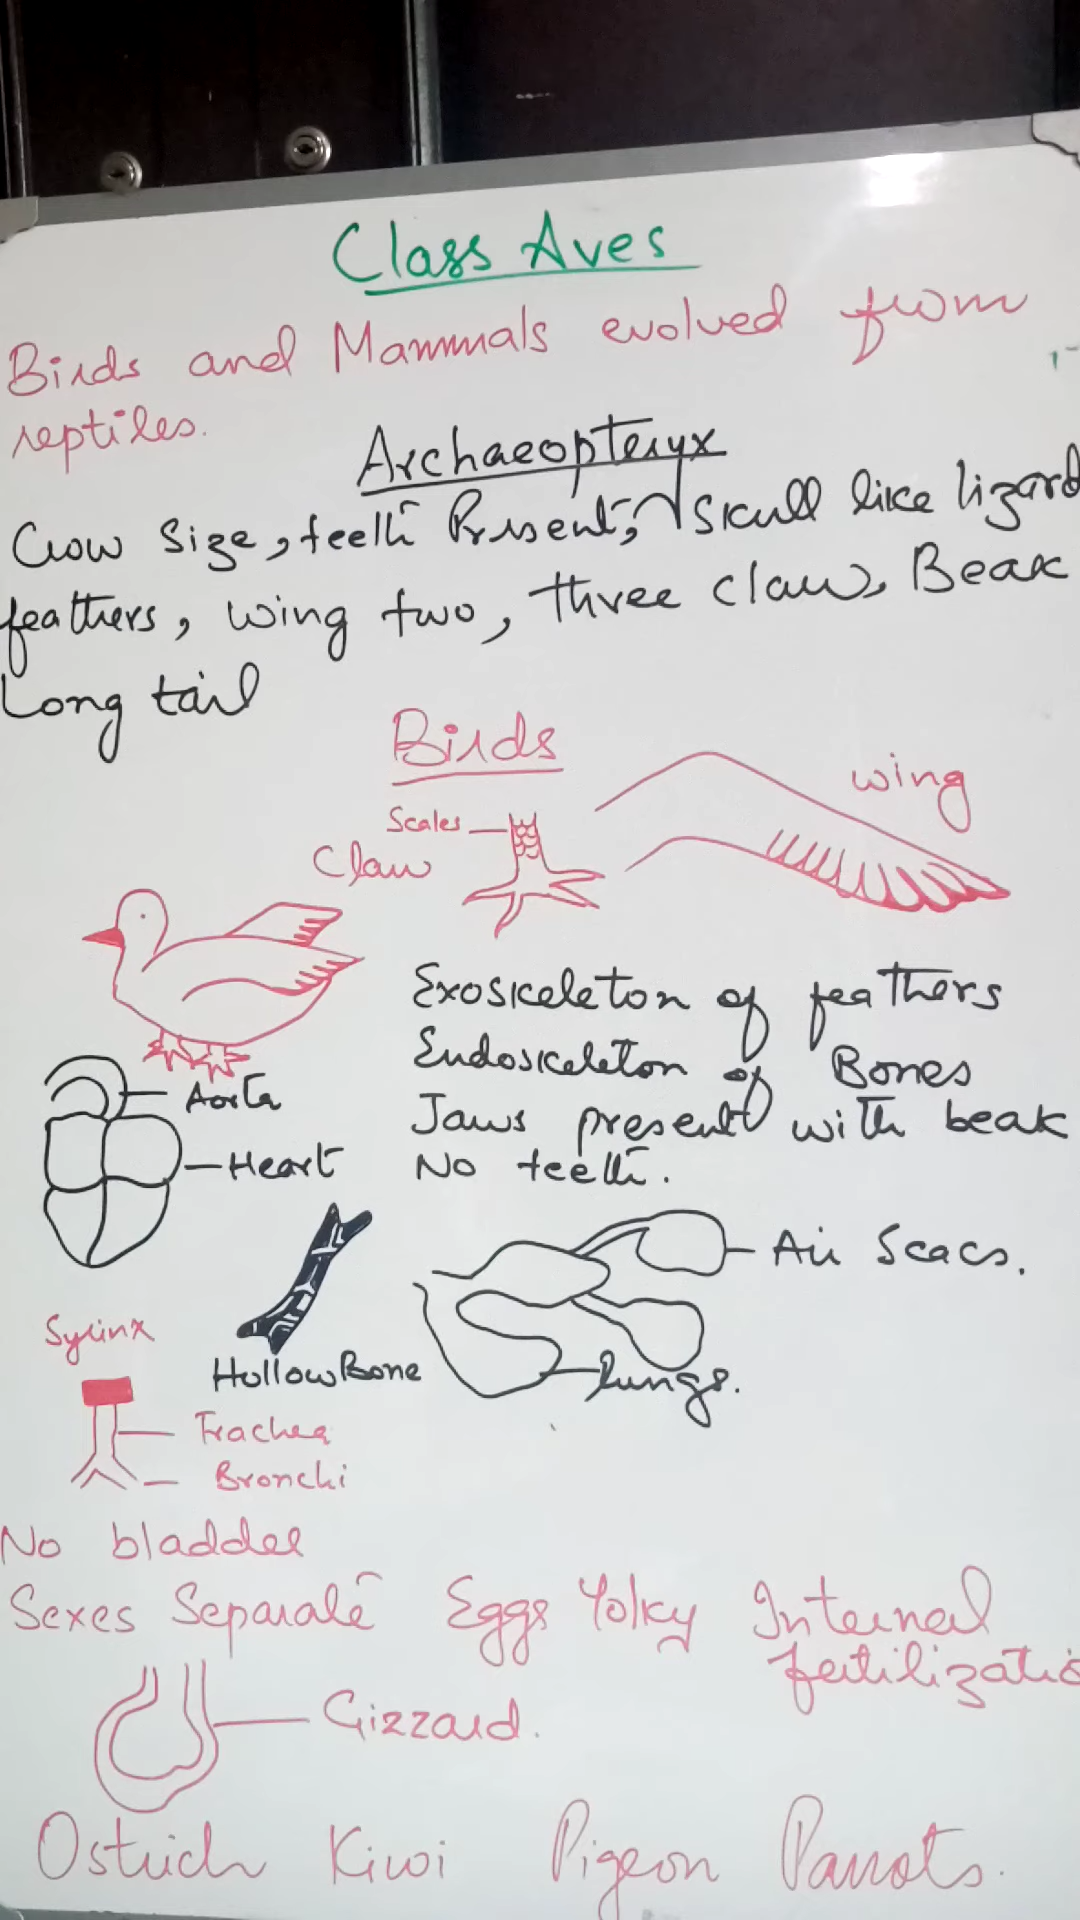 Class Aves
Birds and Mammals evolved from
reptiles.
Archaeopteryx
Crow Size, teeth Present, Skull like lizard
feathers, wing two, three claw, Beak
Long tail
Birds
wing
Scales
Claw
Exoskeleton of feathers
Endoskeleton of Bones
Aorta
Jaws present with beak
Heart
No teeth.
Air Scacs.
Syrinx
Hollow Bone
lungs.
Trachea
Bronchi
No bladder
Sexes Separate Eggs Yolky Internal
fertilizatio
Gizzard.
Ostrich Kiwi Pigeon Parrots.